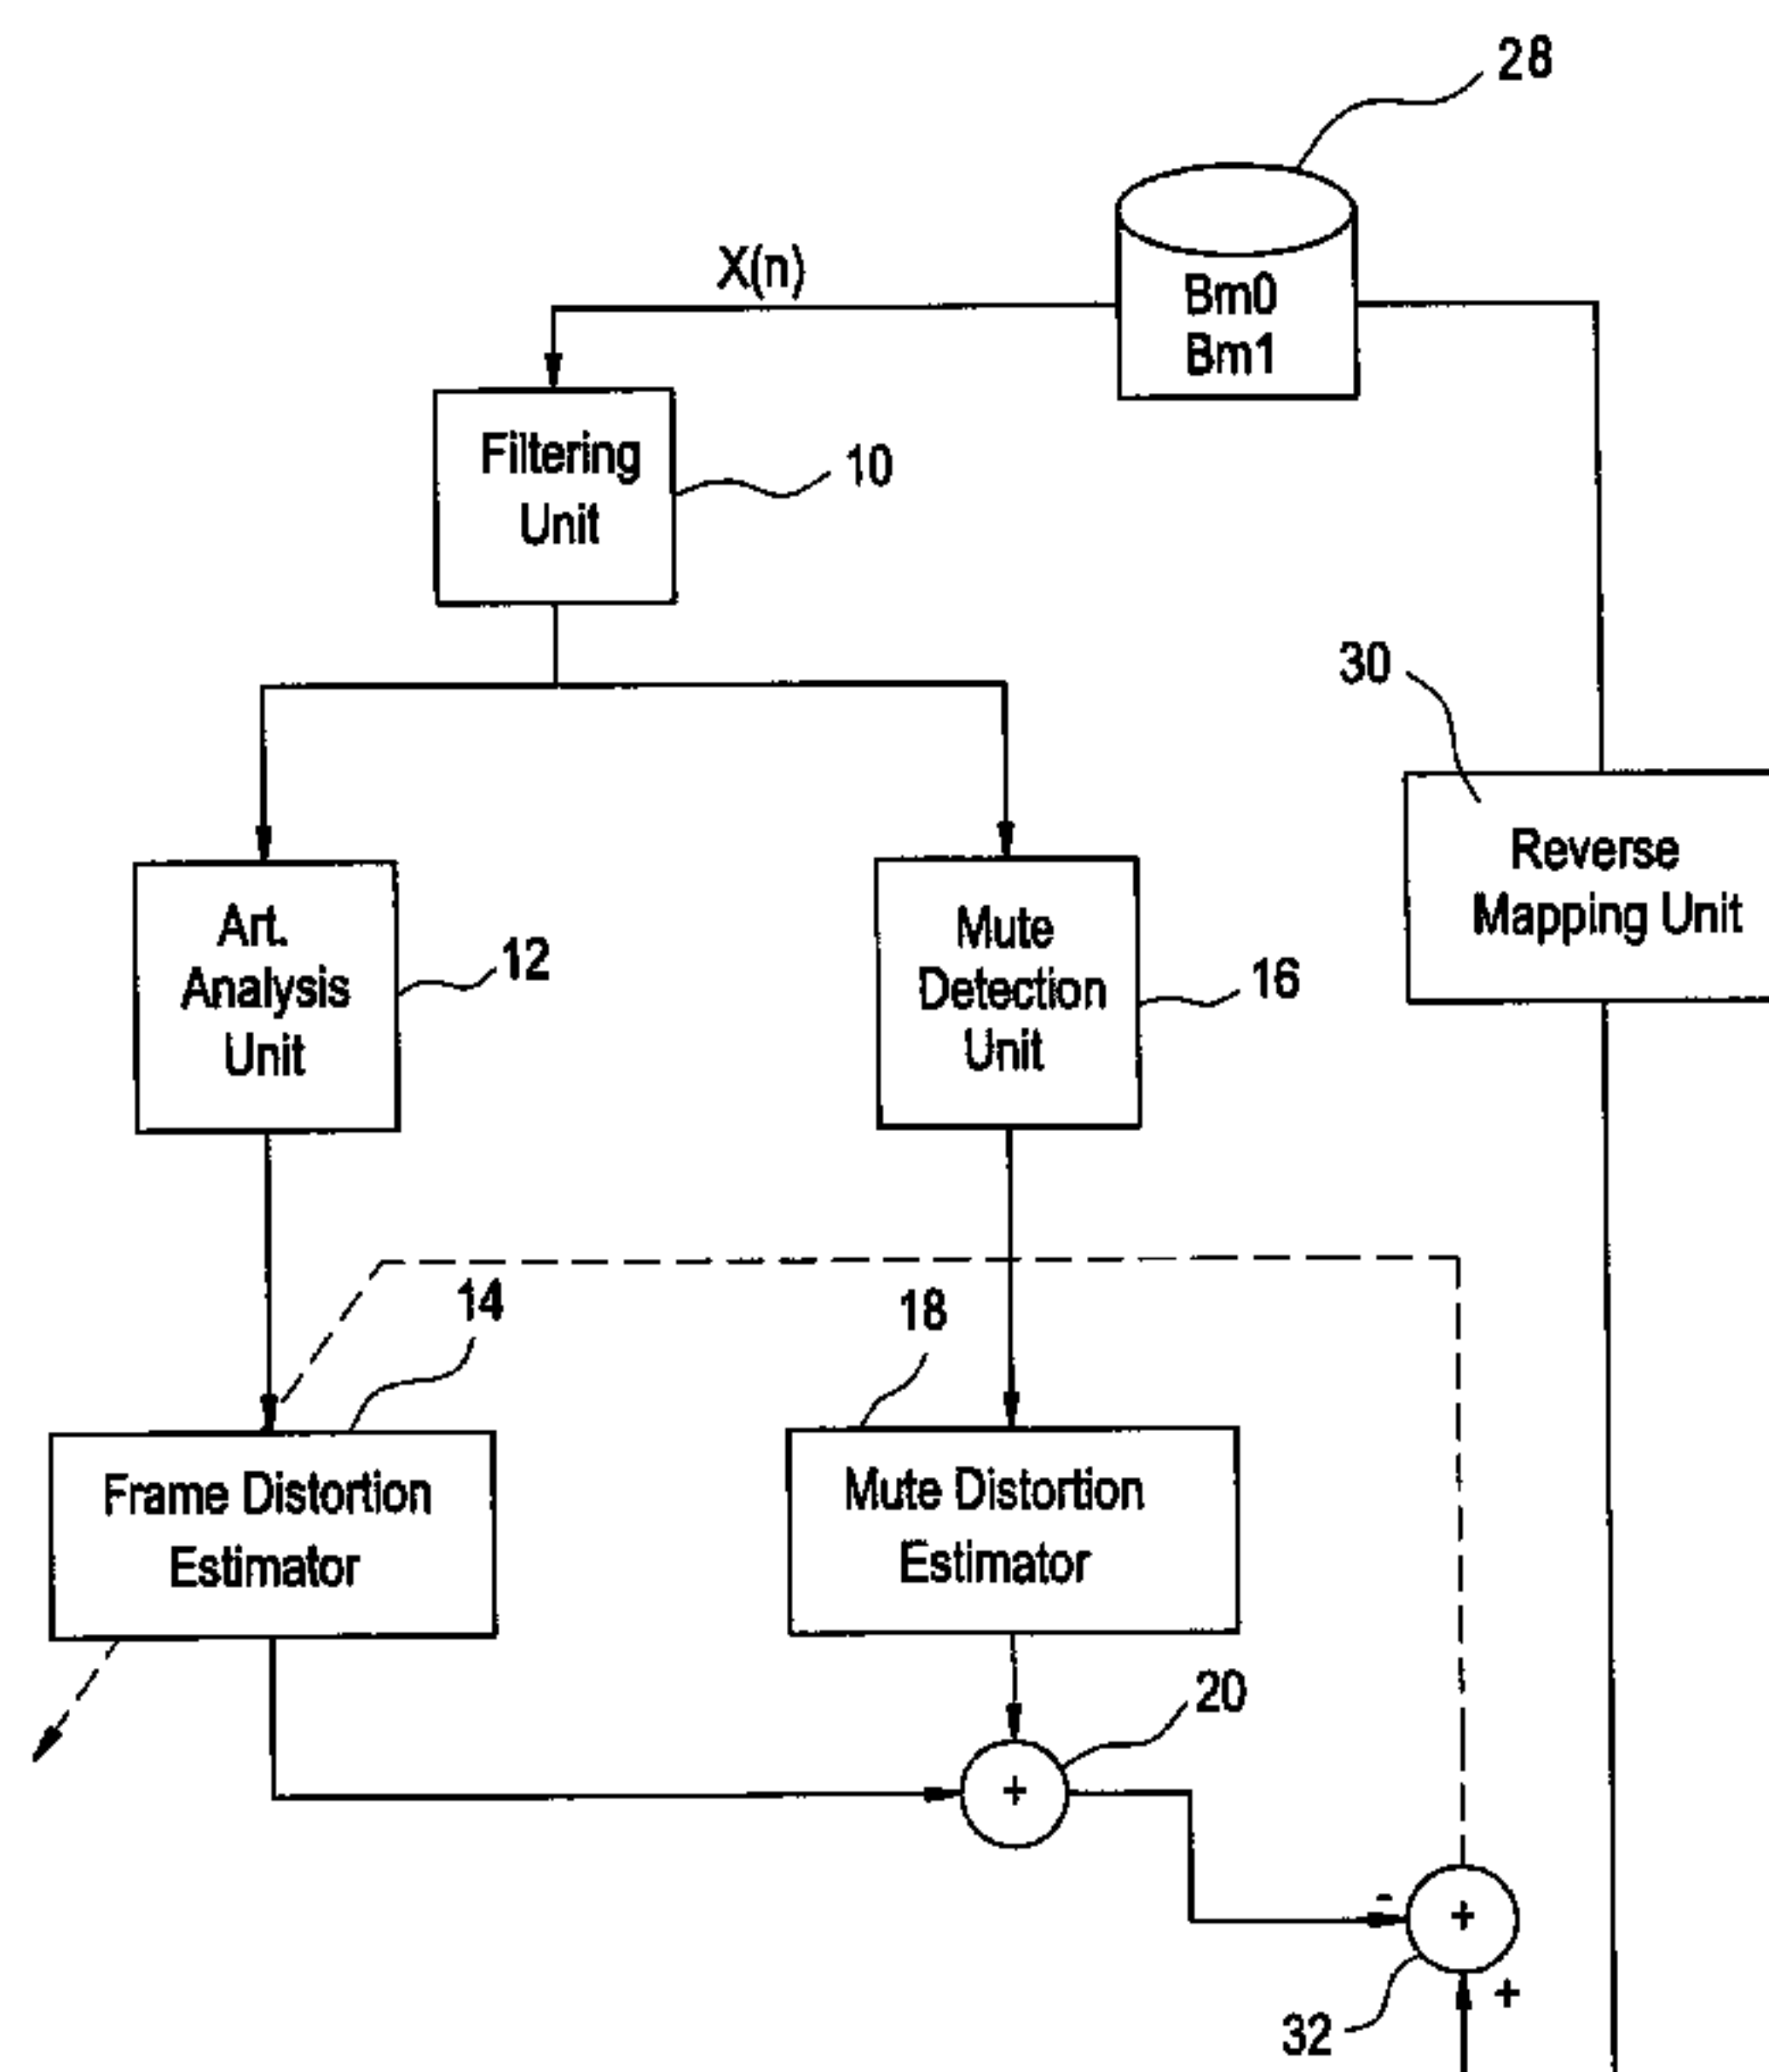 28
X(n)
Bm0
Bm1
Filtering
Unit
10
30
Reverse
Mapping Unit
Art.
Analysis
Unit
12
Mute
Detection
Unit
16
14
18
Frame Distortion
Estimator
Mute Distortion
Estimator
20
+
-
+
+
32